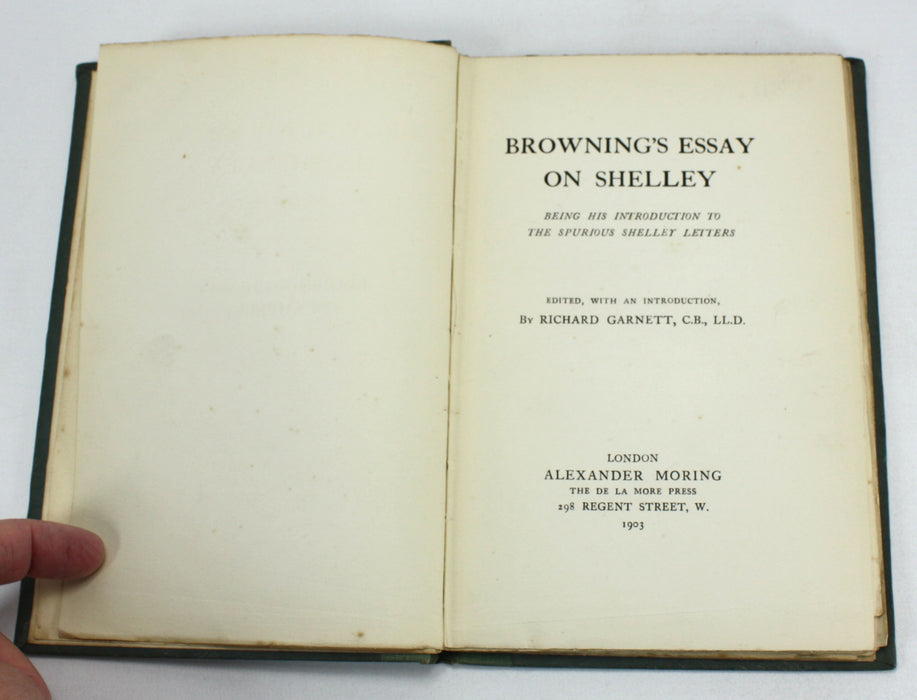 BROWNING'S ESSAY
ON SHELLEY
BEING HIS INTRODUCTION TO
THE SPURIOUS SHELLEY LETTERS
EDITED, WITH AN INTRODUCTION,
By RICHARD GARNETT, C.B., LL.D.
LONDON
ALEXANDER MORING
THE DE LA MORE PRESS
298 REGENT STREET, W.
1903